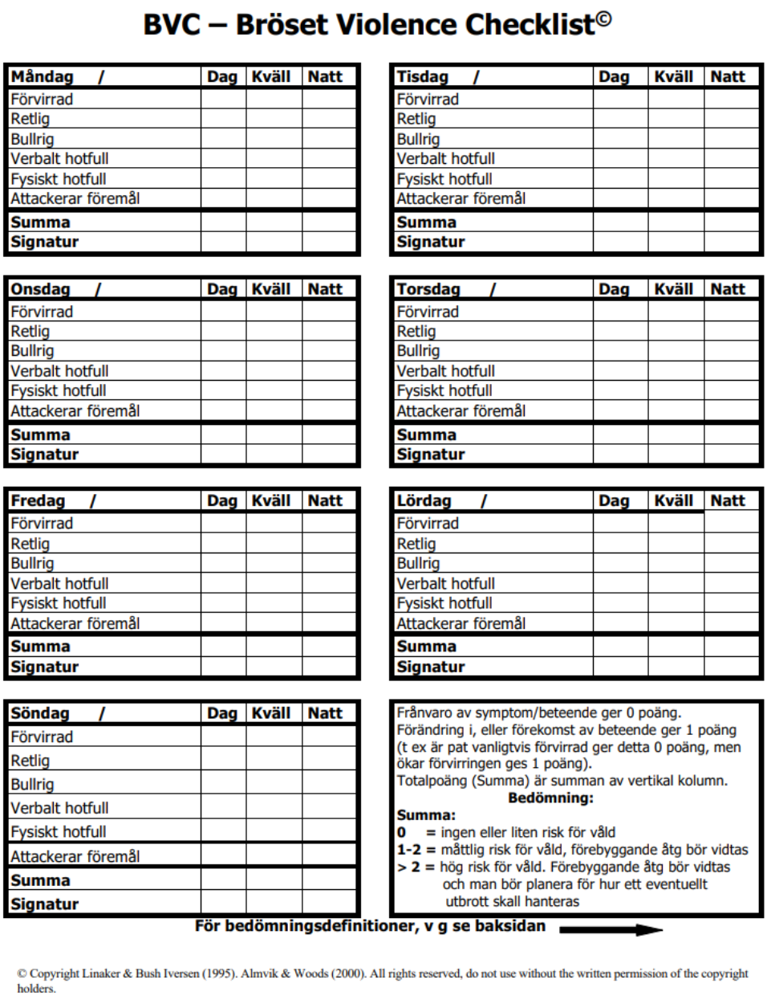 BVC – Bröset Violence Checklist©
Måndag / Dag Kväll Natt
Förvirrad
Retlig
Bullrig
Verbalt hotfull
Fysiskt hotfull
Attackerar föremål
Summa
Signatur
Tisdag / Dag Kväll Natt
Förvirrad
Retlig
Bullrig
Verbalt hotfull
Fysiskt hotfull
Attackerar föremål
Summa
Signatur
Onsdag / Dag Kväll Natt
Förvirrad
Retlig
Bullrig
Verbalt hotfull
Fysiskt hotfull
Attackerar föremål
Summa
Signatur
Torsdag / Dag Kväll Natt
Förvirrad
Retlig
Bullrig
Verbalt hotfull
Fysiskt hotfull
Attackerar föremål
Summa
Signatur
Fredag / Dag Kväll Natt
Förvirrad
Retlig
Bullrig
Verbalt hotfull
Fysiskt hotfull
Attackerar föremål
Summa
Signatur
Lördag / Dag Kväll Natt
Förvirrad
Retlig
Bullrig
Verbalt hotfull
Fysiskt hotfull
Attackerar föremål
Summa
Signatur
Söndag / Dag Kväll Natt
Förvirrad
Retlig
Bullrig
Verbalt hotfull
Fysiskt hotfull
Attackerar föremål
Summa
Signatur
Frånvaro av symptom/beteende ger 0 poäng.
Förändring i, eller förekomst av beteende ger 1 poäng
(t ex är pat vanligtvis förvirrad ger detta 0 poäng, men
ökar förvirringen ges 1 poäng).
Totalpoäng (Summa) är summan av vertikal kolumn.
Bedömning:
Summa:
0 = ingen eller liten risk för våld
1-2 = måttlig risk för våld, förebyggande åtg bör vidtas
> 2 = hög risk för våld. Förebyggande åtg bör vidtas
och man bör planera för hur ett eventuellt
utbrott skall hanteras
För bedömningsdefinitioner, v g se baksidan
© Copyright Linaker & Bush Iversen (1995). Almvik & Woods (2000). All rights reserved, do not use without the written permission of the copyright
holders.